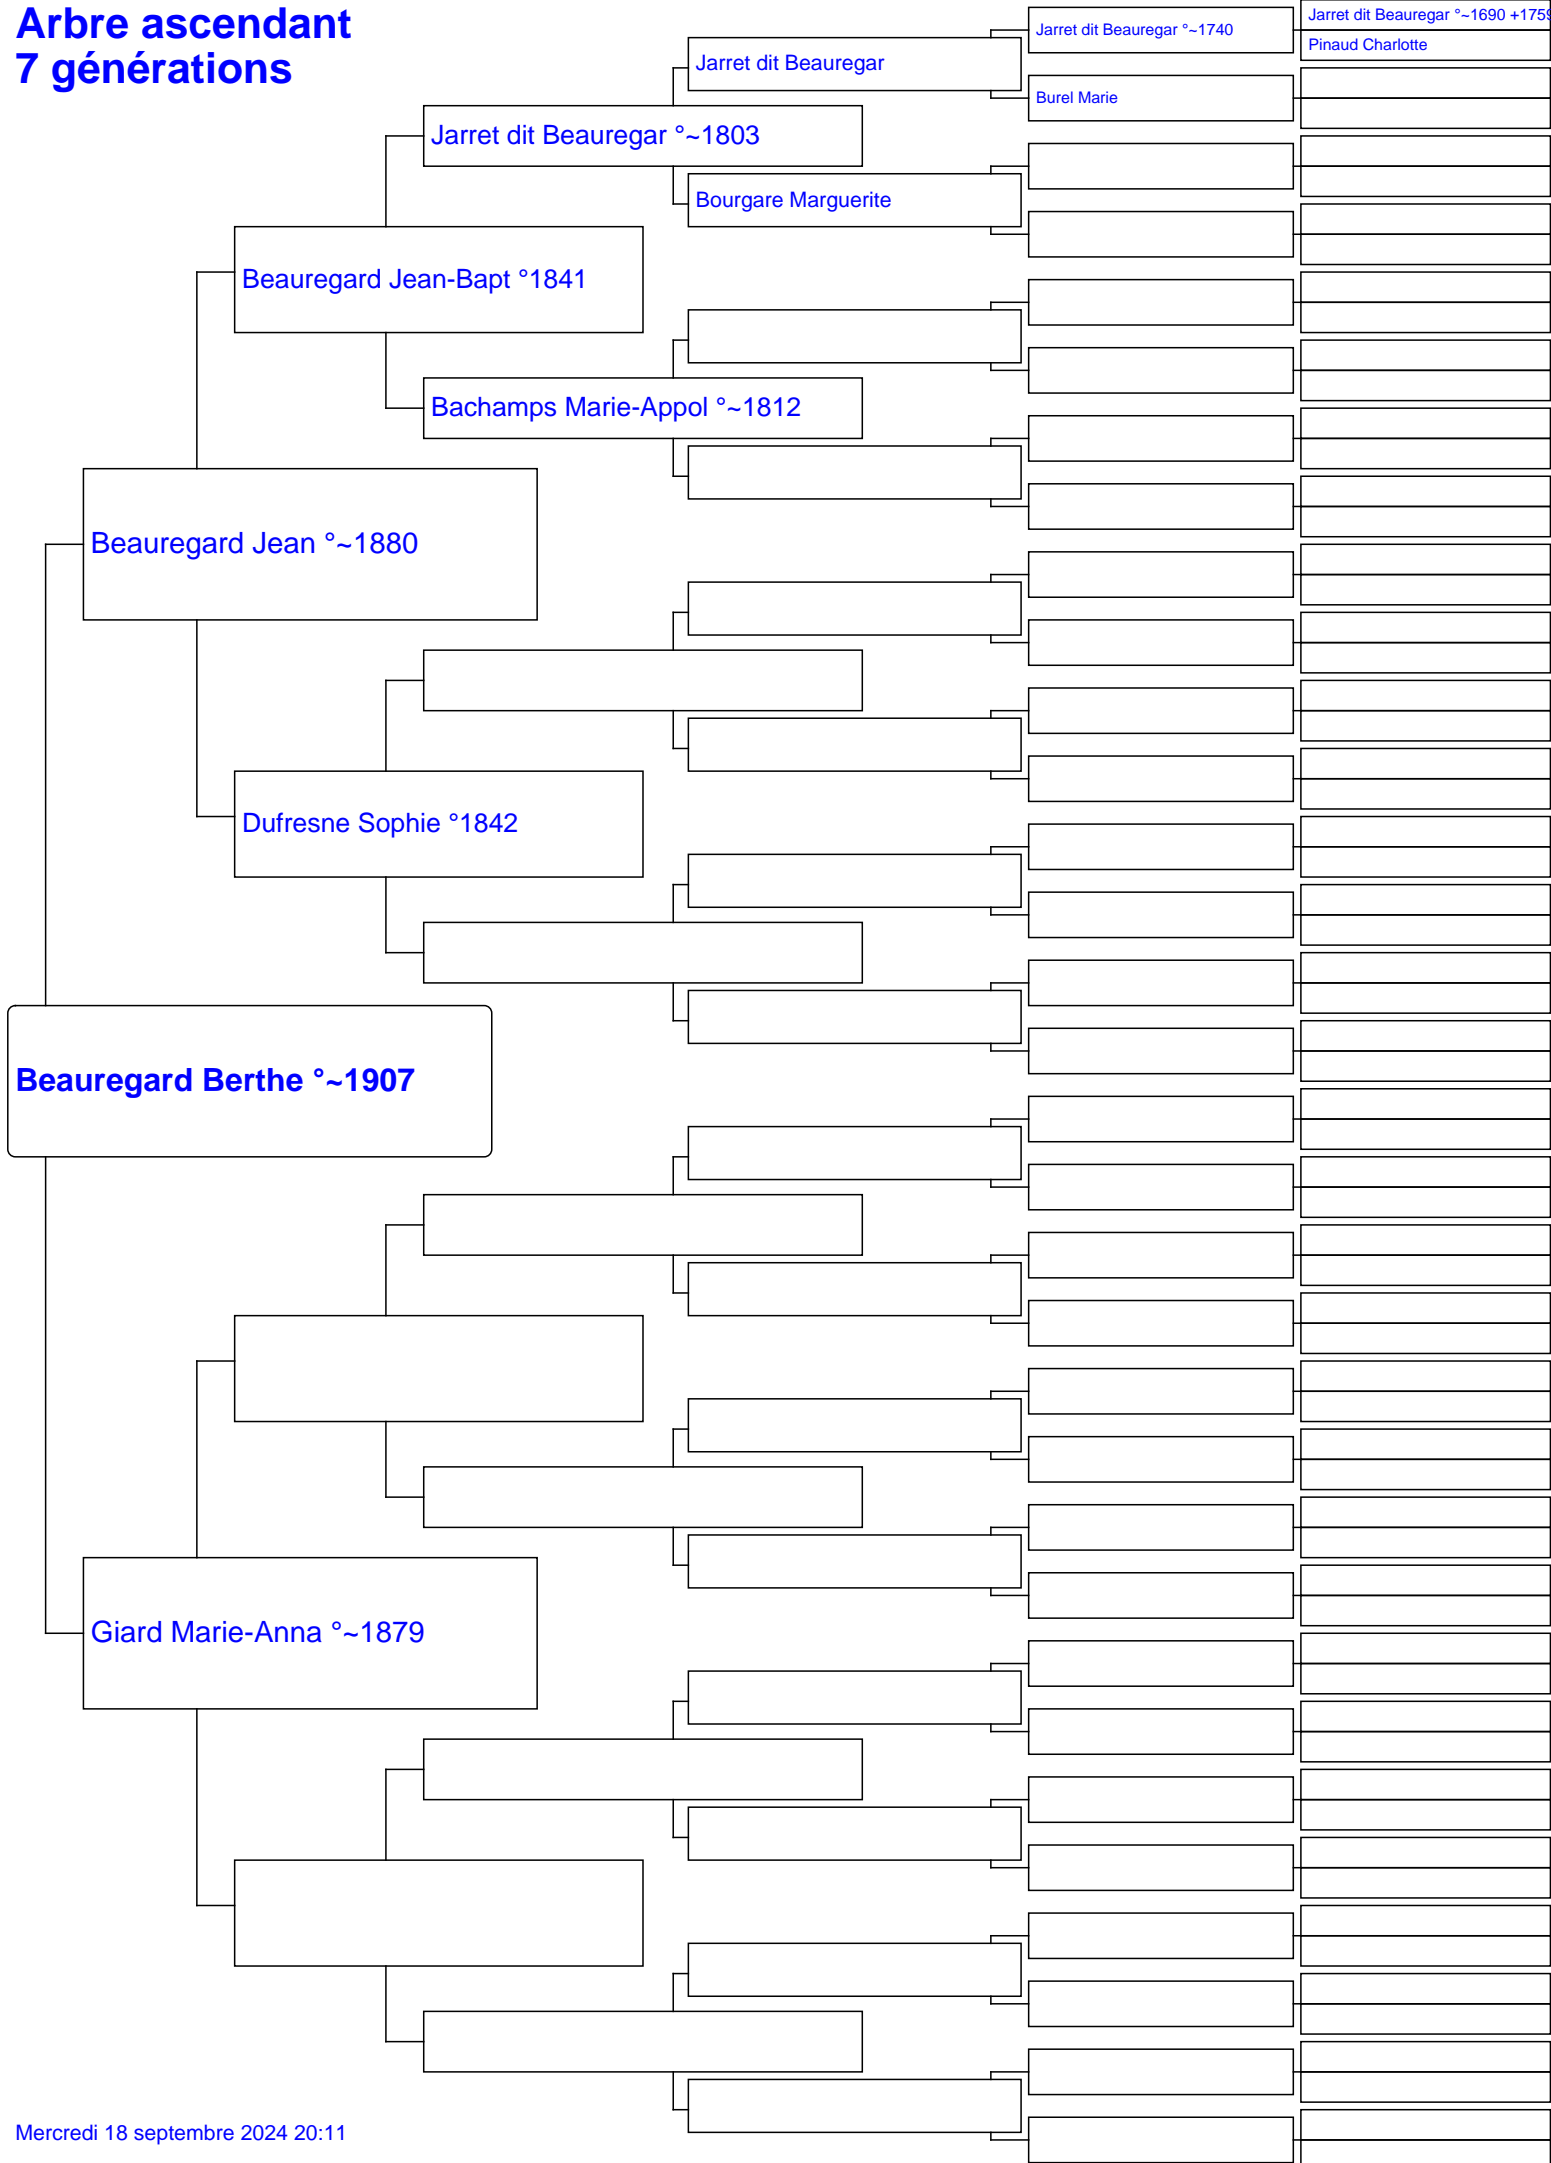 Arbre ascendant
7 générations
Jarret dit Beauregar °~1690 +1759
Jarret dit Beauregar °~1740
Pinaud Charlotte
Jarret dit Beauregar
Burel Marie
Jarret dit Beauregar °~1803
Bourgare Marguerite
Beauregard Jean-Bapt °1841
Bachamps Marie-Appol °~1812
Beauregard Jean °~1880
Dufresne Sophie °1842
Beauregard Berthe °~1907
Giard Marie-Anna °~1879
Mercredi 18 septembre 2024 20:11